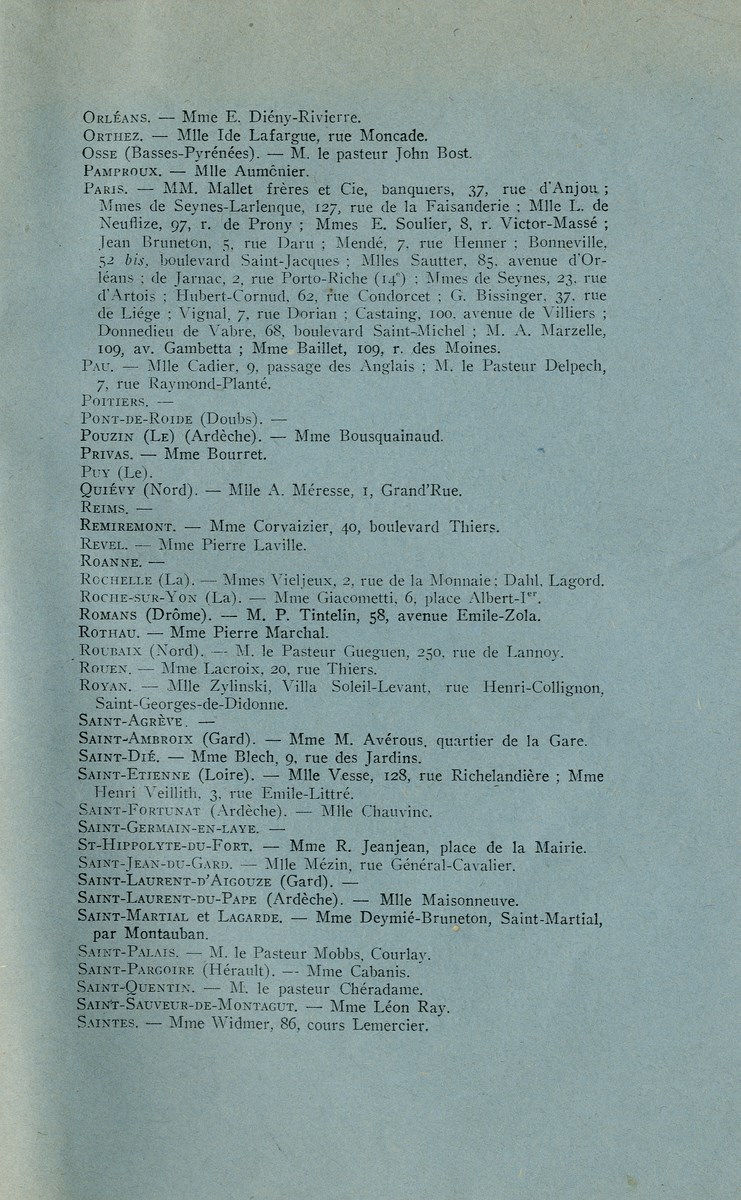 ORLÉANS. — Mme E. Diény-Rivierre.
ORTHEZ. — Mlle Ide Lafargue, rue Moncade.
OSSE (Basses-Pyrénées). — M. le pasteur John Bost.
PAMPROUX. — Mlle Auménier.
PARIS. — MM. Mallet frères et Cie, banquiers, 37, rue d'Anjou ;
Mmes de Seynes-Larlenque, 127, rue de la Faisanderie ; Mlle L. de
Neuflize, 97, r. de Prony ; Mmes E. Soulier, 8, r. Victor-Massé ;
Jean Bruneton, 5, rue Daru ; Mendé, 7, rue Henner ; Bonneville,
52 bis, boulevard Saint-Jacques ; Mlles Sautter, 85, avenue d'Or-
léans ; de Jarnac, 2, rue Porto-Riche (14e) ; Mmes de Seynes, 23, rue
d'Artois ; Hubert-Cornud, 62, rue Condorcet ; G. Bissinger, 37, rue
de Liége ; Vignal, 7, rue Dorian ; Castaing, 100, avenue de Villiers ;
Donnedieu de Vabre, 68, boulevard Saint-Michel ; M. A. Marzelle,
109, av. Gambetta ; Mme Baillet, 109, r. des Moines.
PAU. — Mlle Cadier, 9, passage des Anglais ; M. le Pasteur Delpech,
7, rue Raymond-Planté.
POITIERS. —
PONT-DE-ROIDE (Doubs). —
POUZIN (LE) (Ardèche). — Mme Bousquainaud.
PRIVAS. — Mme Bourret.
PUY (Le).
QUIÉVY (Nord). — Mlle A. Méresse, 1, Grand'Rue.
REIMS. —
REMIREMONT. — Mme Corvaizier, 40, boulevard Thiers.
REVEL. — Mme Pierre Laville.
ROANNE. —
ROCHELLE (La). — Mmes Vieljeux, 2, rue de la Monnaie ; Dahl, Lagord.
ROCHE-SUR-YON (La). — Mme Giacometti, 6, place Albert-Ier.
ROMANS (Drôme). — M. P. Tintelin, 58, avenue Emile-Zola.
ROTHAU. — Mme Pierre Marchal.
ROUBAIX (Nord). — M. le Pasteur Gueguen, 250, rue de Lannoy.
ROUEN. — Mme Lacroix, 20, rue Thiers.
ROYAN. — Mlle Zylinski, Villa Soleil-Levant, rue Henri-Collignon,
Saint-Georges-de-Didonne.
SAINT-AGRÈVE. —
SAINT-AMBROIX (Gard). — Mme M. Avérous, quartier de la Gare.
SAINT-DIÉ. — Mme Blech, 9, rue des Jardins.
SAINT-ETIENNE (Loire). — Mlle Vesse, 128, rue Richelandière ; Mme
Henri Veillith, 3, rue Emile-Littré.
SAINT-FORTUNAT (Ardèche). — Mlle Chauvinc.
SAINT-GERMAIN-EN-LAYE. —
ST-HIPPOLYTE-DU-FORT. — Mme R. Jeanjean, place de la Mairie.
SAINT-JEAN-DU-GARD. — Mlle Mézin, rue Général-Cavalier.
SAINT-LAURENT-D'AIGOUZE (Gard). —
SAINT-LAURENT-DU-PAPE (Ardèche). — Mlle Maisonneuve.
SAINT-MARTIAL et LAGARDE. — Mme Deymié-Bruneton, Saint-Martial,
par Montauban.
SAINT-PALAIS. — M. le Pasteur Mobbs, Courlay.
SAINT-PARGOIRE (Hérault). — Mme Cabanis.
SAINT-QUENTIN. — M. le pasteur Chéradame.
SAINT-SAUVEUR-DE-MONTAGUT. — Mme Léon Ray.
SAINTES. — Mme Widmer, 86, cours Lemercier.